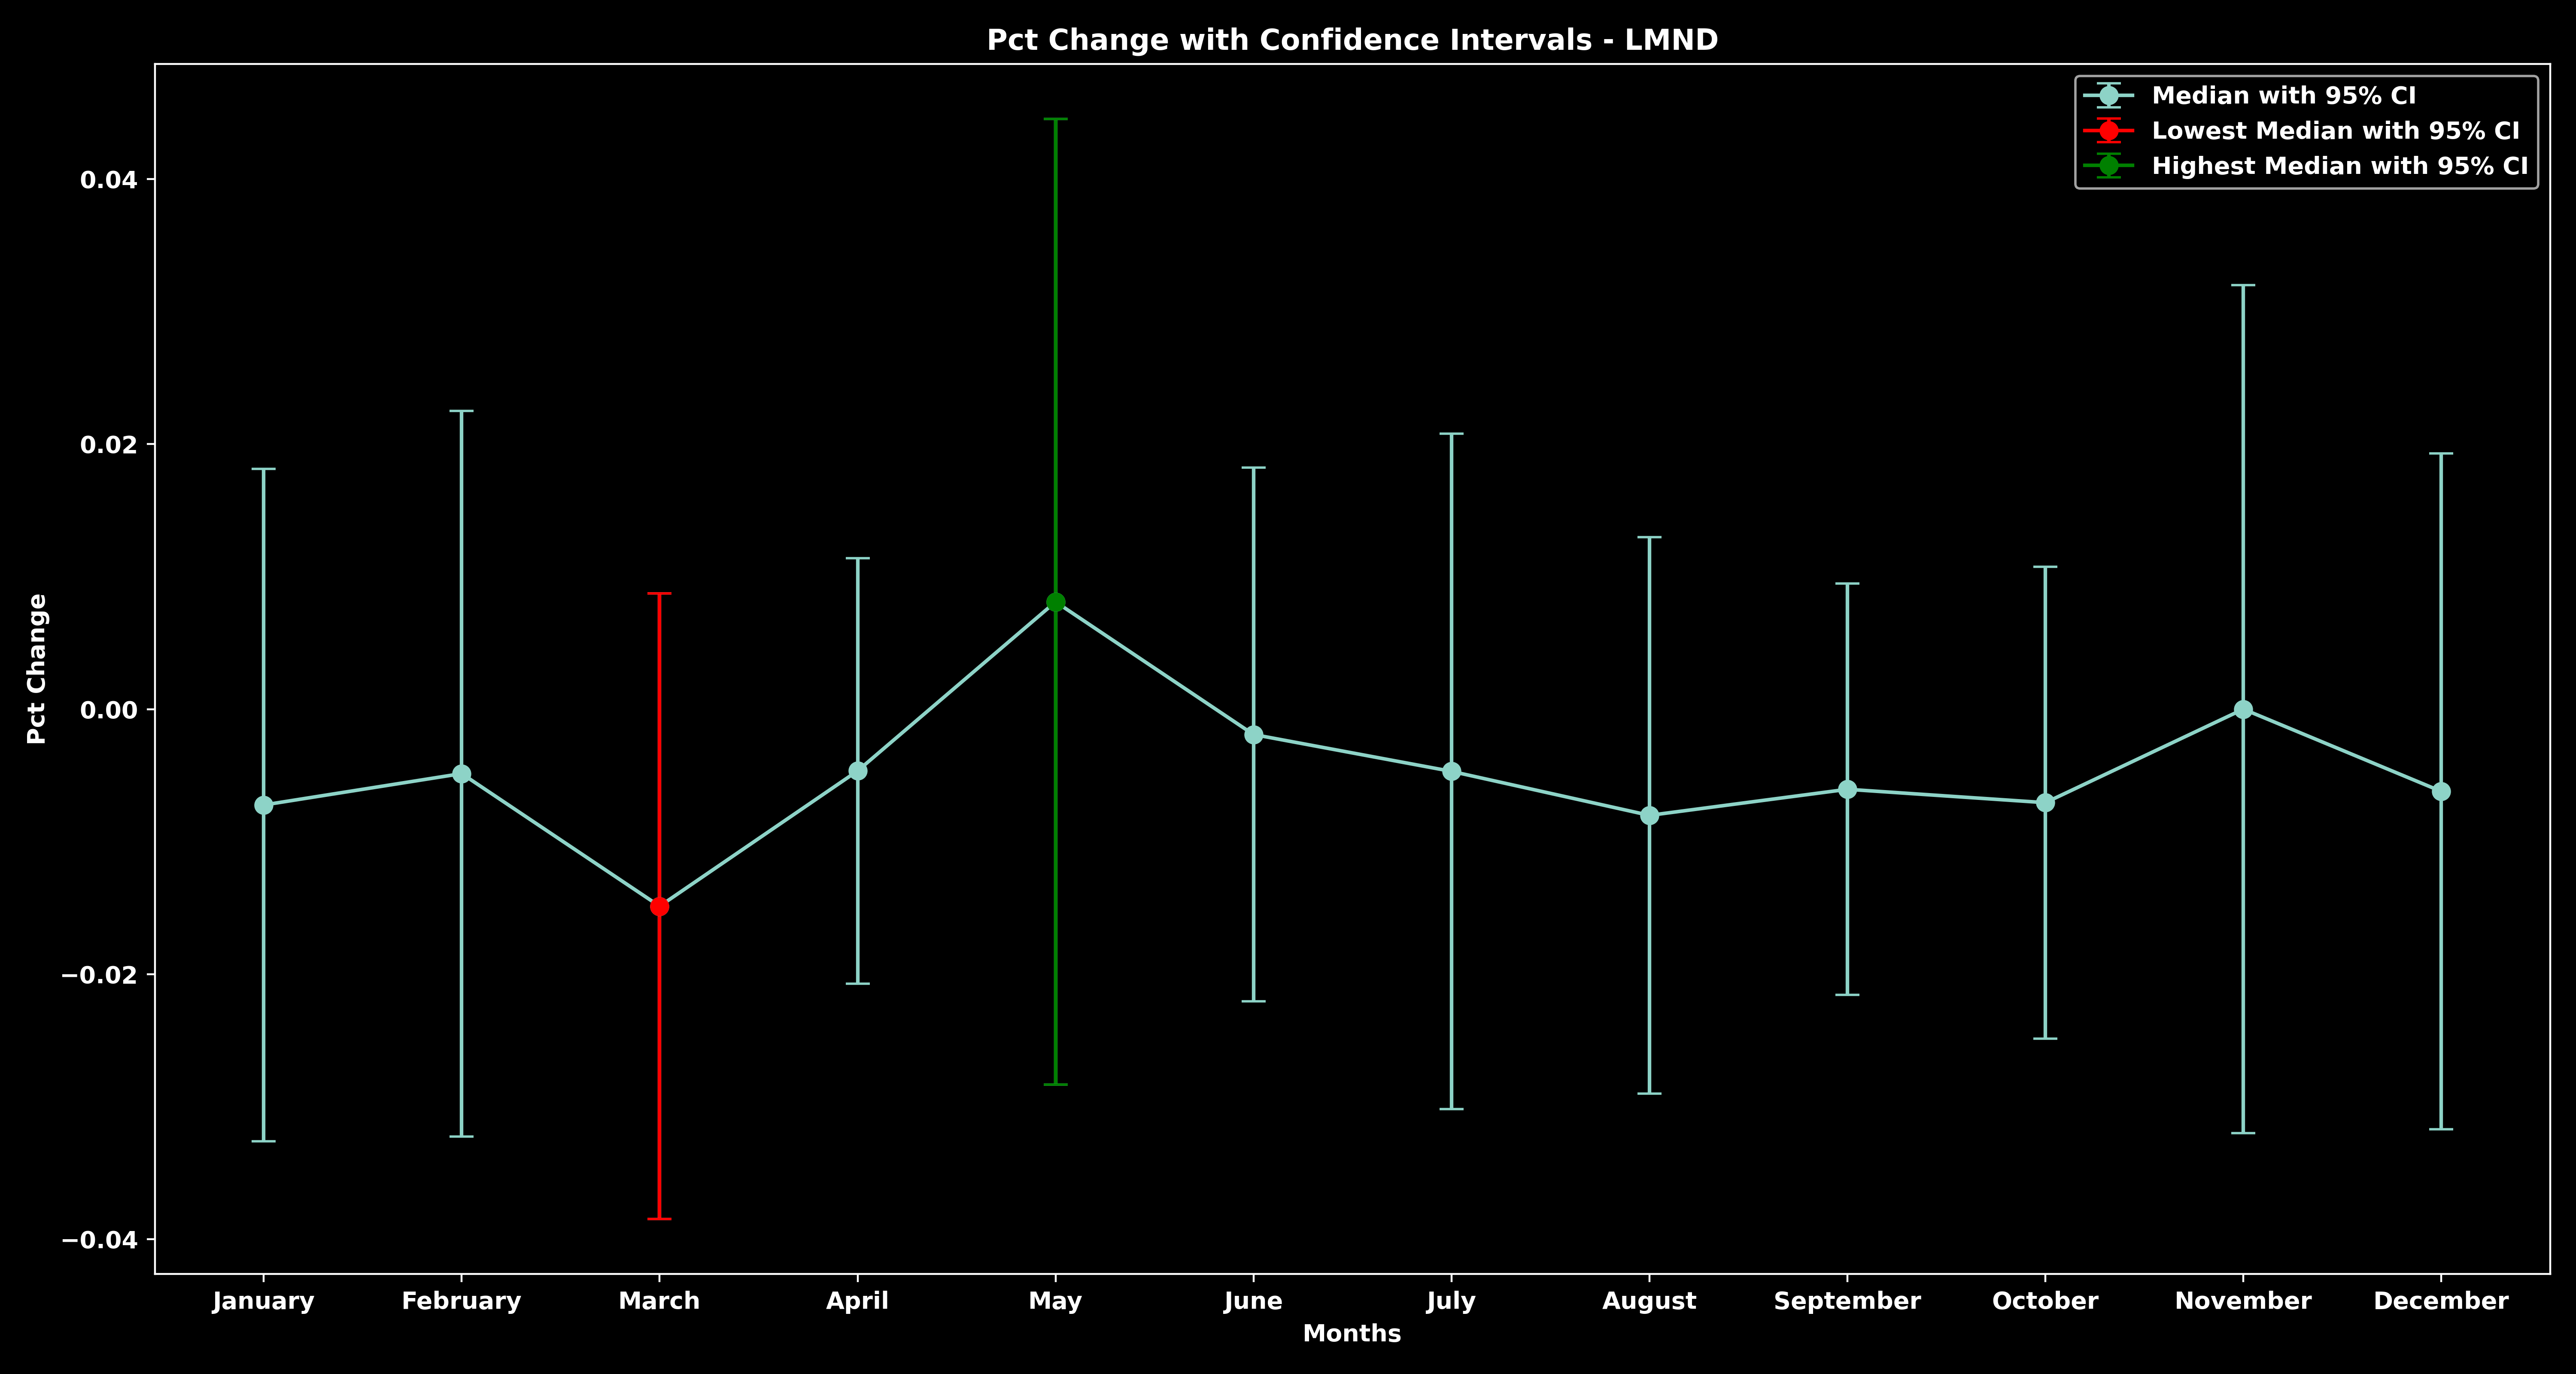 Pct Change with Confidence Intervals - LMND
Median with 95% CI
Lowest Median with 95% CI
Highest Median with 95% CI
Pct Change
0.04
0.02
0.00
−0.02
−0.04
January February March April May June July August September October November December
Months